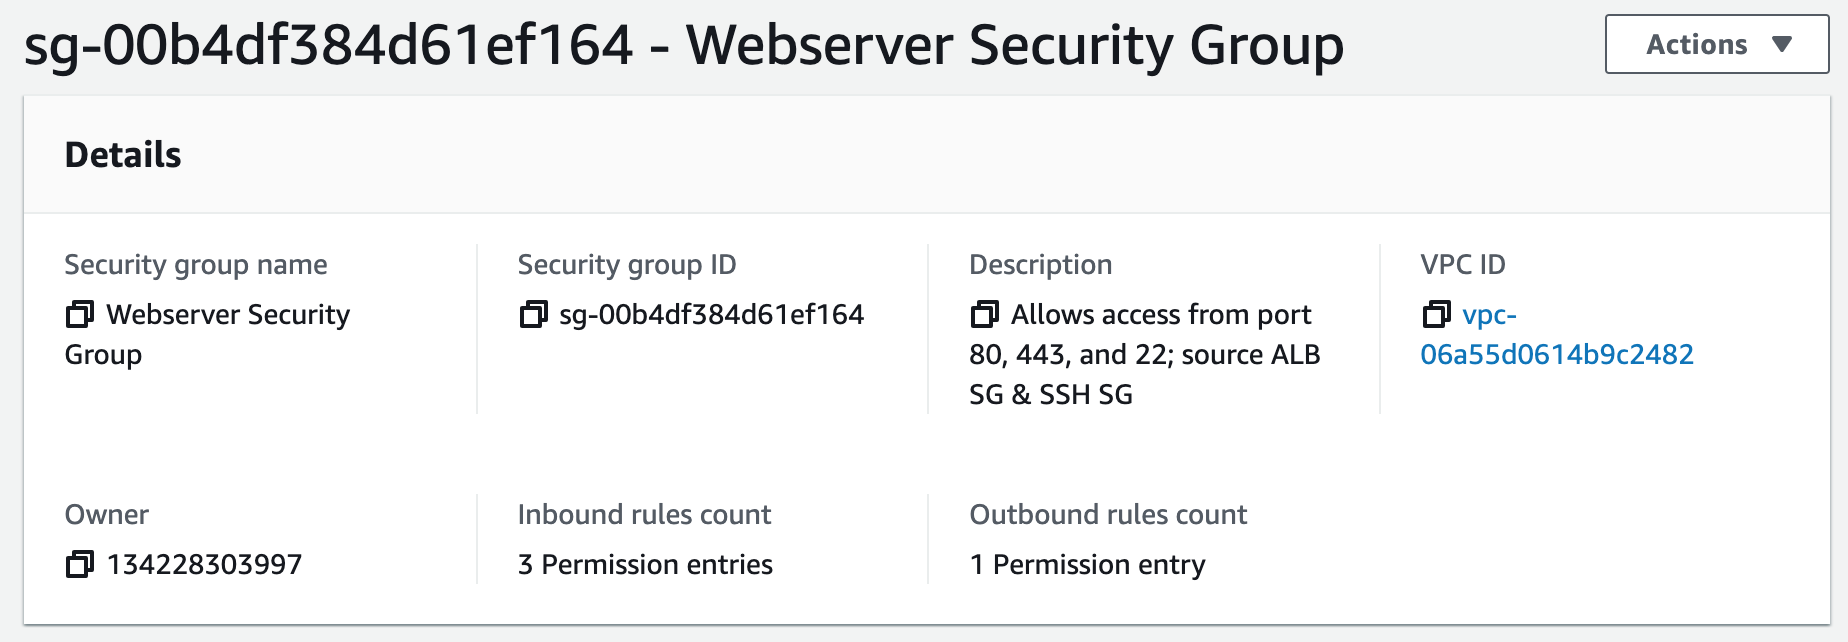 sg-00b4df384d61ef164 - Webserver Security Group
Actions
Details
Security group name
Webserver Security
Group
Security group ID
sg-00b4df384d61ef164
Description
Allows access from port
80, 443, and 22; source ALB
SG & SSH SG
VPC ID
vpc-
06a55d0614b9c2482
Owner
134228303997
Inbound rules count
3 Permission entries
Outbound rules count
1 Permission entry